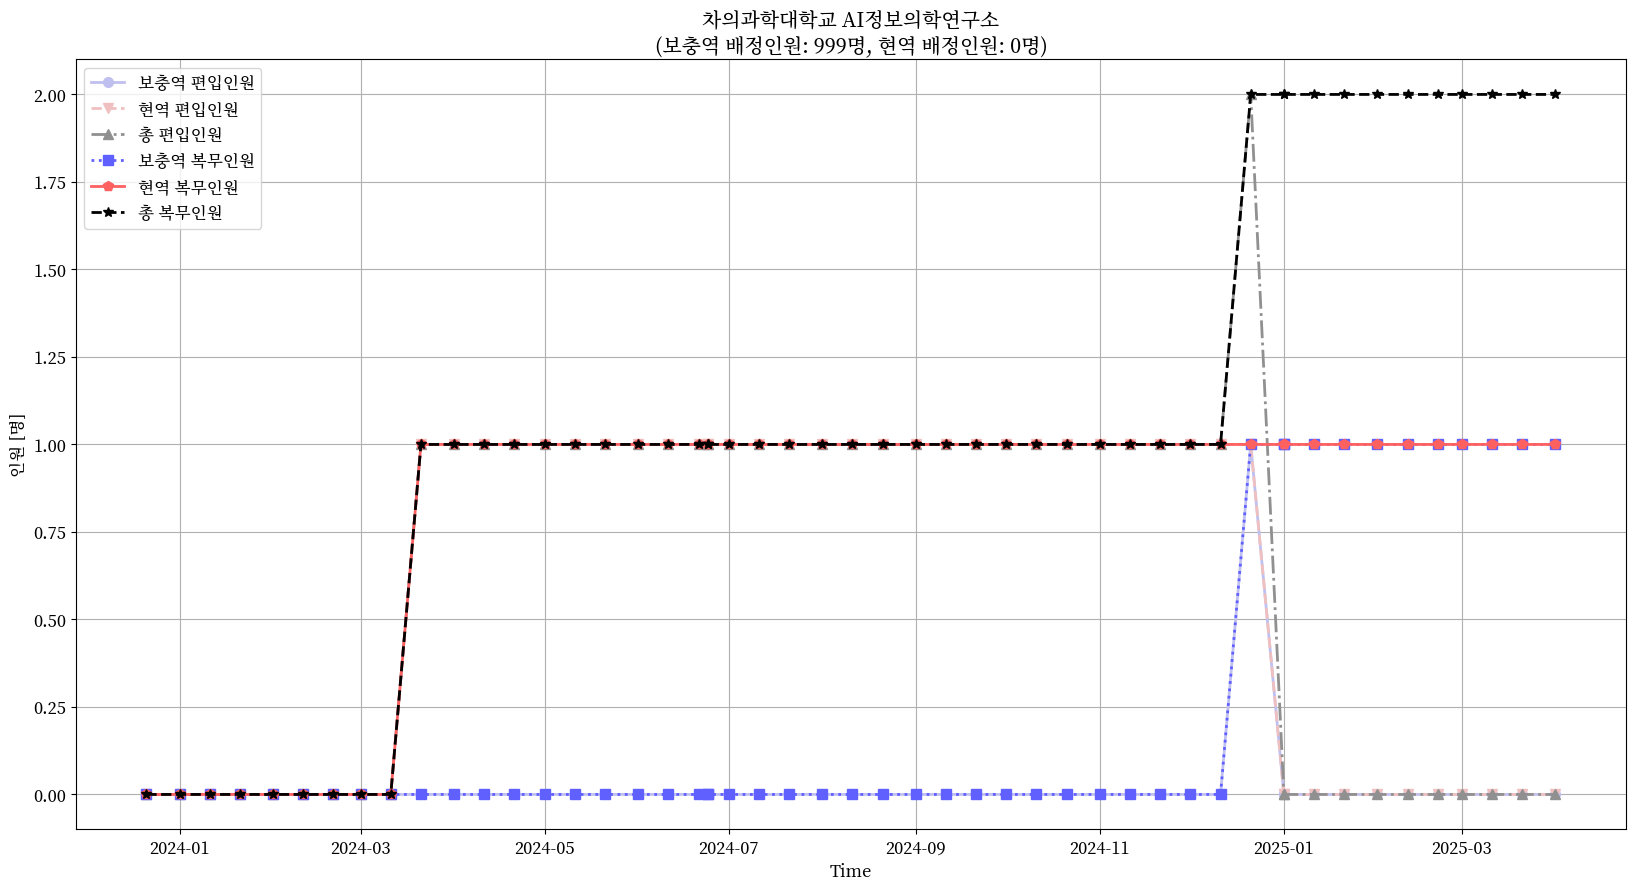 차의과학대학교 AI정보의학연구소
(보충역 배정인원: 999명, 현역 배정인원: 0명)
보충역 편입인원
현역 편입인원
총 편입인원
보충역 복무인원
현역 복무인원
총 복무인원
2.00
1.75
1.50
1.25
1.00
0.75
0.50
0.25
0.00
인원 [명]
2024-01
2024-03
2024-05
2024-07
2024-09
2024-11
2025-01
2025-03
Time